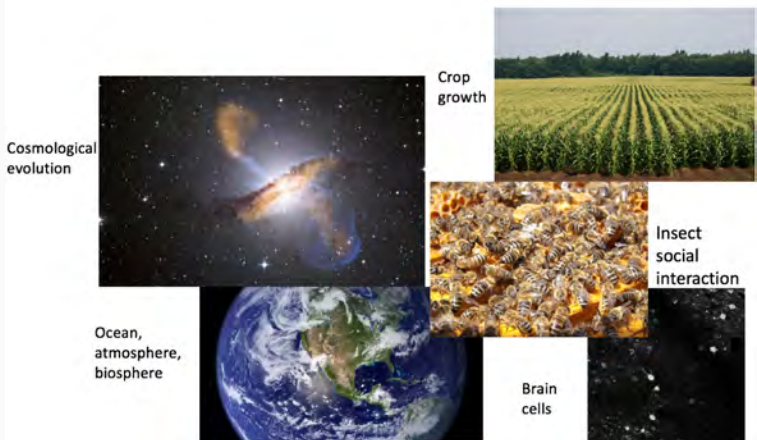 Crop
growth
Cosmological
evolution
Insect
social
interaction
Ocean,
atmosphere,
biosphere
Brain
cells